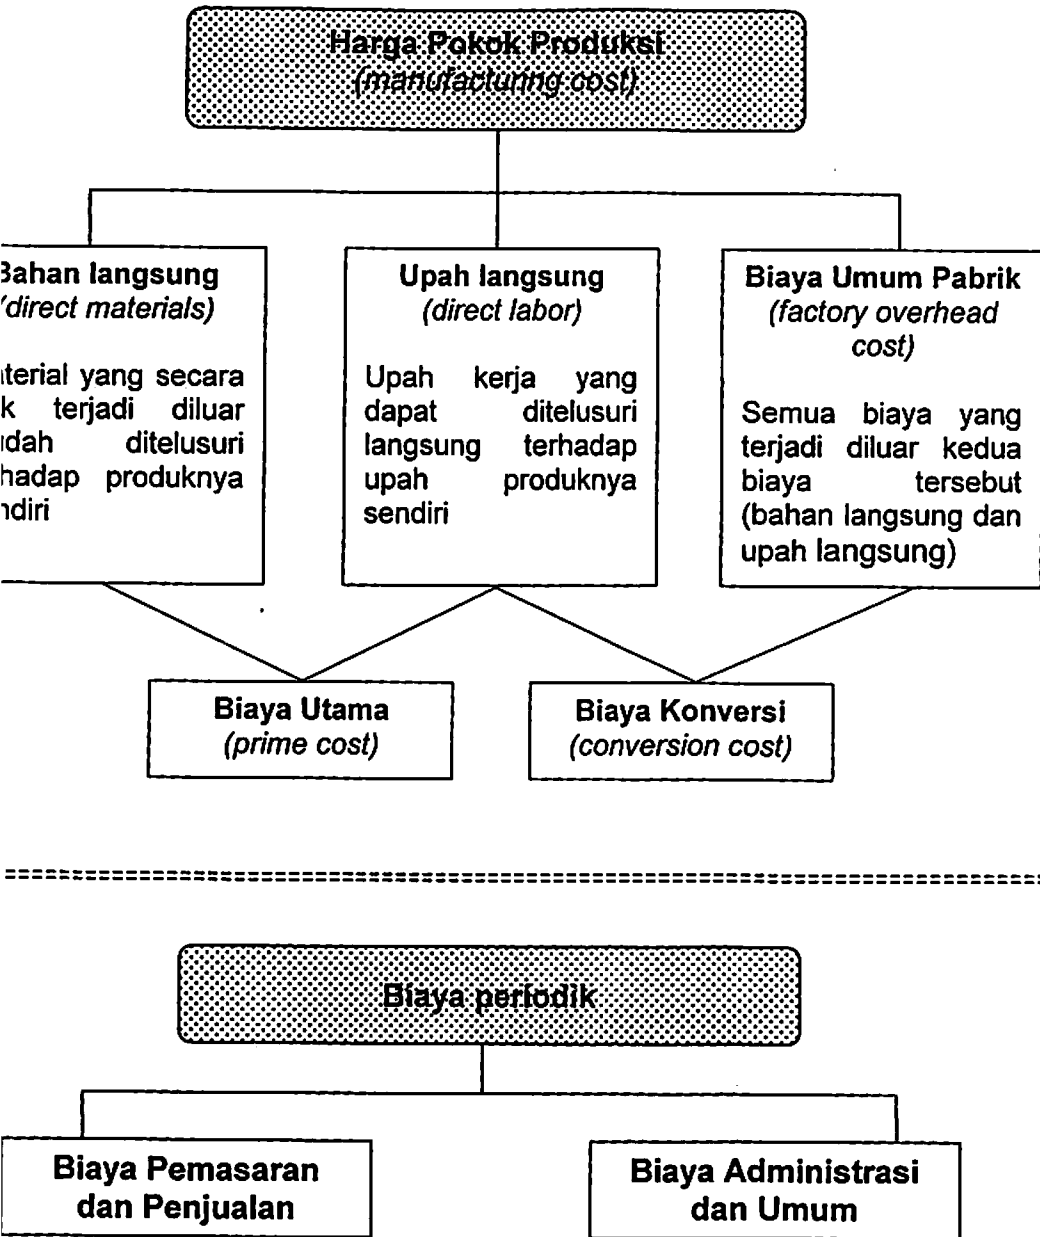 Harga Pokok Produksi
(manufacturing cost)
Bahan langsung
(direct materials)
aterial yang secara
k terjadi diluar
udah ditelusuri
hadap produknya
ndiri
Upah langsung
(direct labor)
Upah kerja yang
dapat ditelusuri
langsung terhadap
upah produknya
sendiri
Biaya Umum Pabrik
(factory overhead
cost)
Semua biaya yang
terjadi diluar kedua
biaya tersebut
(bahan langsung dan
upah langsung)
Biaya Utama
(prime cost)
Biaya Konversi
(conversion cost)
Biaya periodik
Biaya Pemasaran
dan Penjualan
Biaya Administrasi
dan Umum